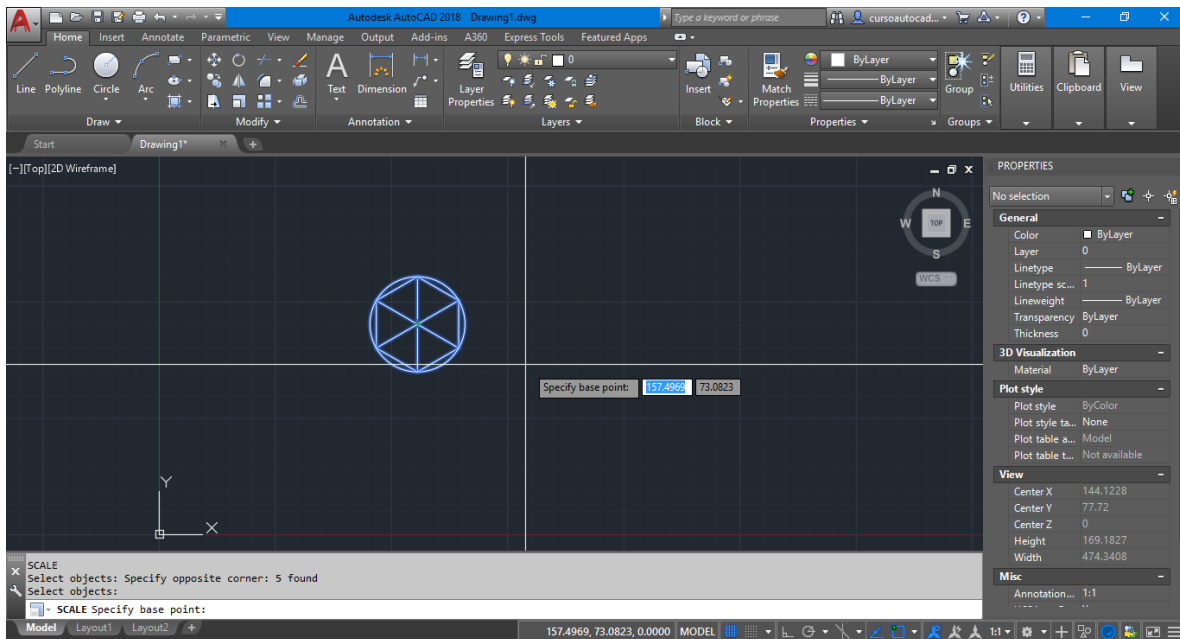 Autodesk AutoCAD 2018 Drawing1.dwg
Type a keyword or phrase
cursoautocad...
Home Insert Annotate Parametric View Manage Output Add-ins A360 Express Tools Featured Apps
0
ByLayer
ByLayer
ByLayer
Line Polyline Circle Arc
Text Dimension
Layer Properties
Insert
Match Properties
Group
Utilities Clipboard View
Draw Modify Annotation Layers Block Properties Groups
Start Drawing1* +
[−][Top][2D Wireframe]
N
W TOP E
S
WCS
Specify base point: 157.4969 73.0823
Y
X
PROPERTIES
No selection
General
Color ByLayer
Layer 0
Linetype ByLayer
Linetype sc... 1
Lineweight ByLayer
Transparency ByLayer
Thickness 0
3D Visualization
Material ByLayer
Plot style
Plot style ByColor
Plot style ta... None
Plot table a... Model
Plot table t... Not available
View
Center X 144.1228
Center Y 77.72
Center Z 0
Height 169.1827
Width 474.3408
Misc
Annotation... 1:1
SCALE
Select objects: Specify opposite corner: 5 found
Select objects:
SCALE Specify base point:
Model Layout1 Layout2 +
157.4969, 73.0823, 0.0000 MODEL 1:1